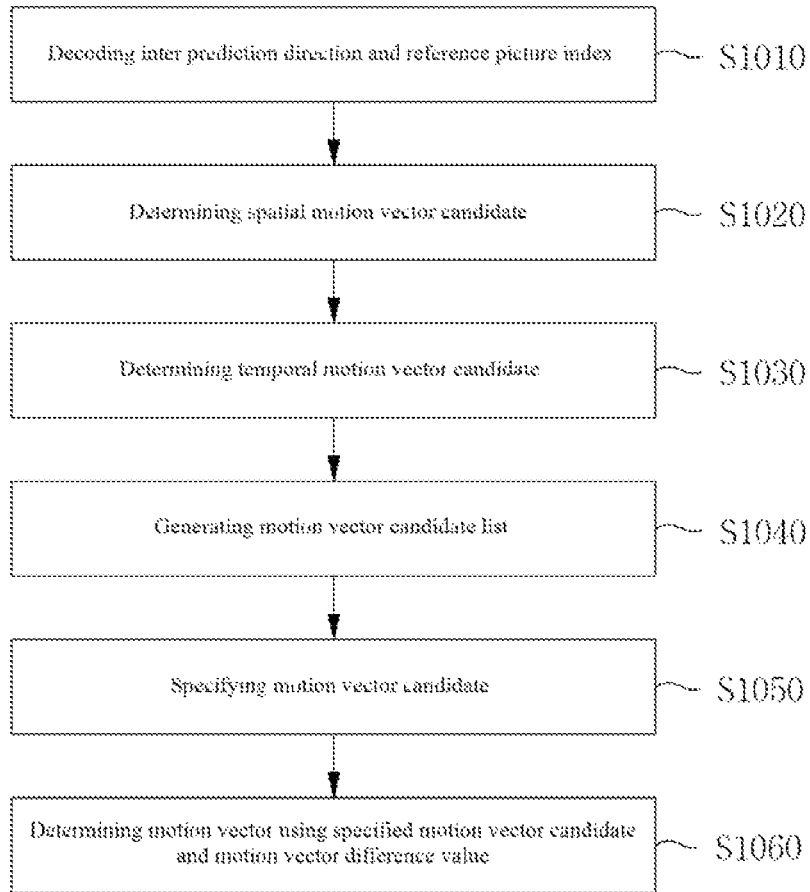 Decoding inter prediction direction and reference picture index
S1010
Determining spatial motion vector candidate
S1020
Determining temporal motion vector candidate
S1030
Generating motion vector candidate list
S1040
Specifying motion vector candidate
S1050
Determining motion vector using specified motion vector candidate
and motion vector difference value
S1060